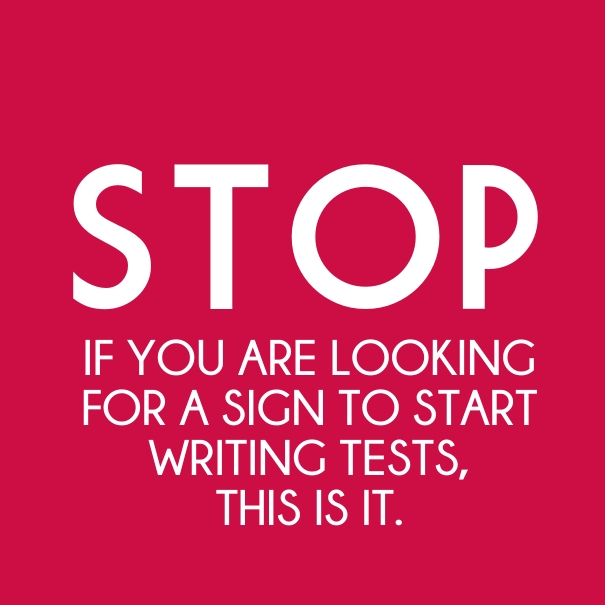 STOP
IF YOU ARE LOOKING
FOR A SIGN TO START
WRITING TESTS,
THIS IS IT.